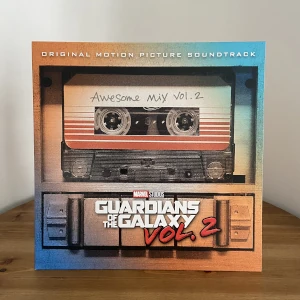 ORIGINAL MOTION PICTURE SOUNDTRACK
Awesome Mix Vol. 2
MARVEL STUDIOS
GUARDIANS
OF THE GALAXY
VOL. 2